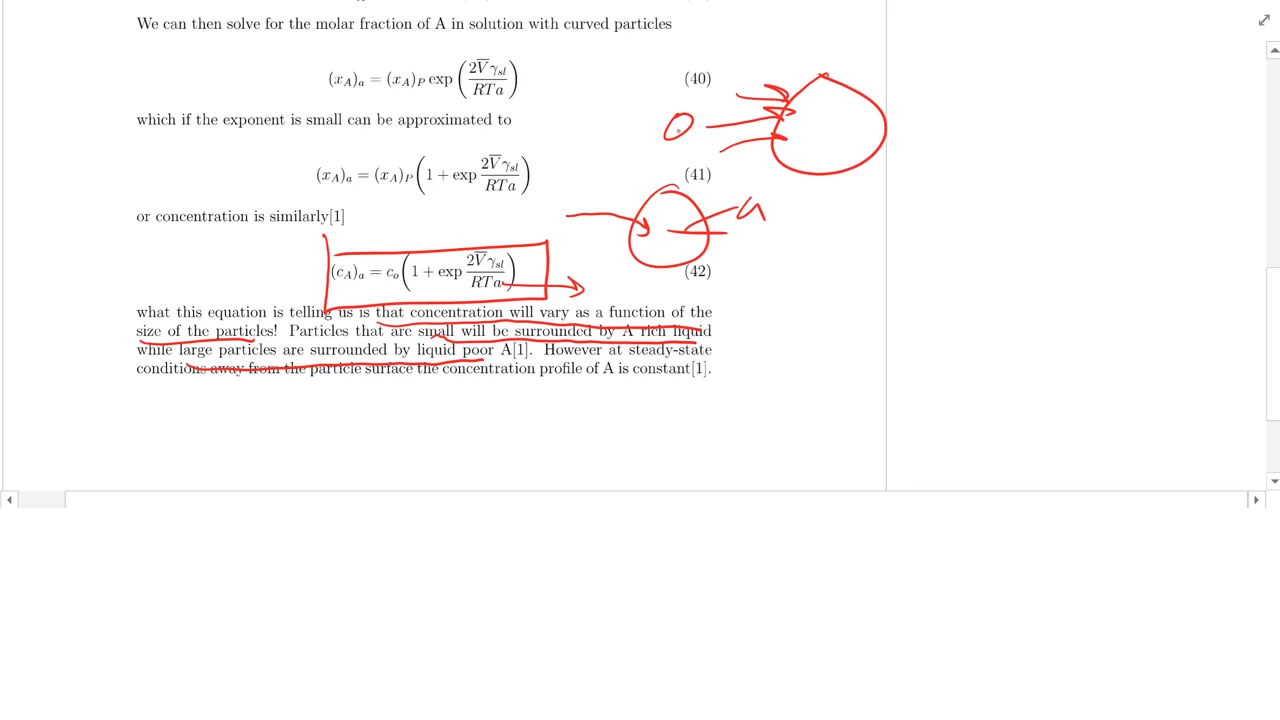 We can then solve for the molar fraction of A in solution with curved particles
(x_A)_a = (x_A)_P exp(2V̅γ_sl / RTa) (40)
which if the exponent is small can be approximated to
(x_A)_a = (x_A)_P (1 + exp 2V̅γ_sl / RTa) (41)
or concentration is similarly[1]
a
(c_A)_a = c_o (1 + exp 2V̅γ_sl / RTa) (42)
what this equation is telling us is that concentration will vary as a function of the
size of the particles! Particles that are small will be surrounded by A rich liquid
while large particles are surrounded by liquid poor A[1]. However at steady-state
conditions away from the particle surface the concentration profile of A is constant[1].